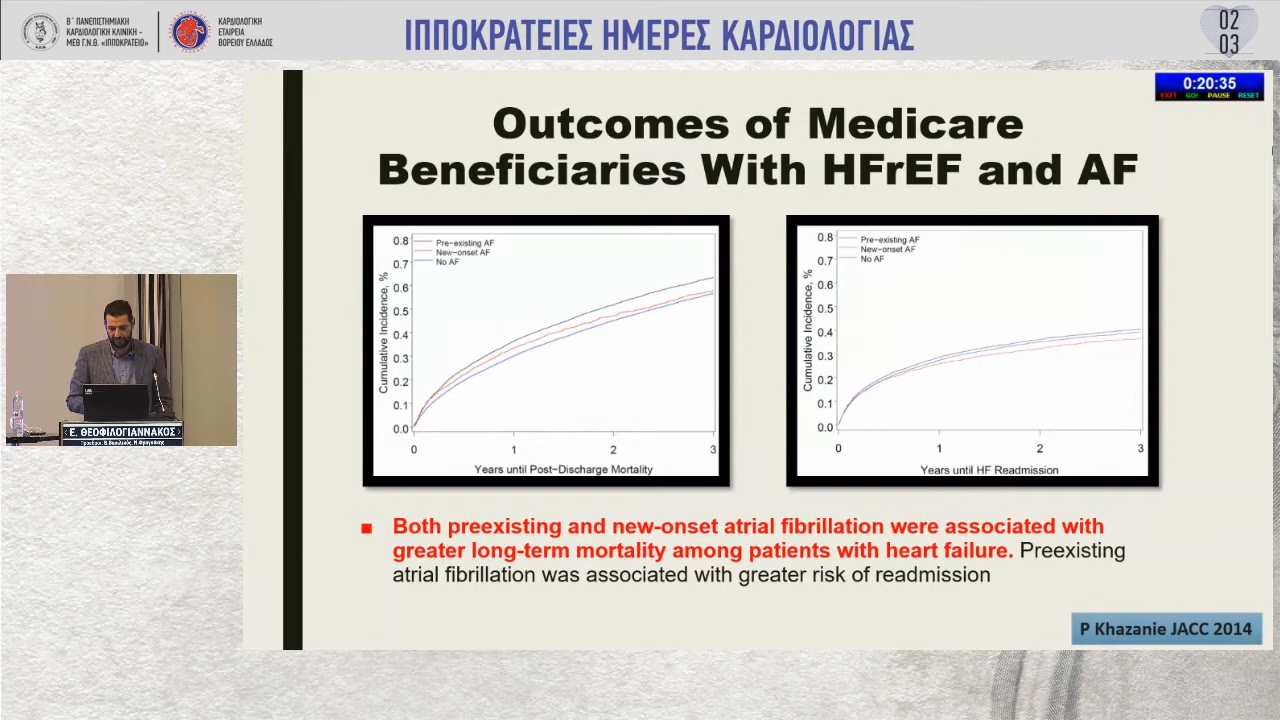 Β΄ ΠΑΝΕΠΙΣΤΗΜΙΑΚΗ
ΚΑΡΔΙΟΛΟΓΙΚΗ ΚΛΙΝΙΚΗ -
ΜΕΘ Γ.Ν.Θ. «ΙΠΠΟΚΡΑΤΕΙΟ»
ΚΑΡΔΙΟΛΟΓΙΚΗ
ΕΤΑΙΡΕΙΑ
ΒΟΡΕΙΟΥ ΕΛΛΑΔΟΣ
ΙΠΠΟΚΡΑΤΕΙΕΣ ΗΜΕΡΕΣ ΚΑΡΔΙΟΛΟΓΙΑΣ
02
03
0:20:35
EXIT GO! PAUSE RESET
Outcomes of Medicare
Beneficiaries With HFrEF and AF
Pre-existing AF
New-onset AF
No AF
Cumulative Incidence, %
0.8
0.7
0.6
0.5
0.4
0.3
0.2
0.1
0.0
0 1 2 3
Years until Post-Discharge Mortality
Pre-existing AF
New-onset AF
No AF
Cumulative Incidence, %
0.8
0.7
0.6
0.5
0.4
0.3
0.2
0.1
0.0
0 1 2 3
Years until HF Readmission
Ε. ΘΕΟΦΙΛΟΓΙΑΝΝΑΚΟΣ
Both preexisting and new-onset atrial fibrillation were associated with
greater long-term mortality among patients with heart failure. Preexisting
atrial fibrillation was associated with greater risk of readmission
P Khazanie JACC 2014